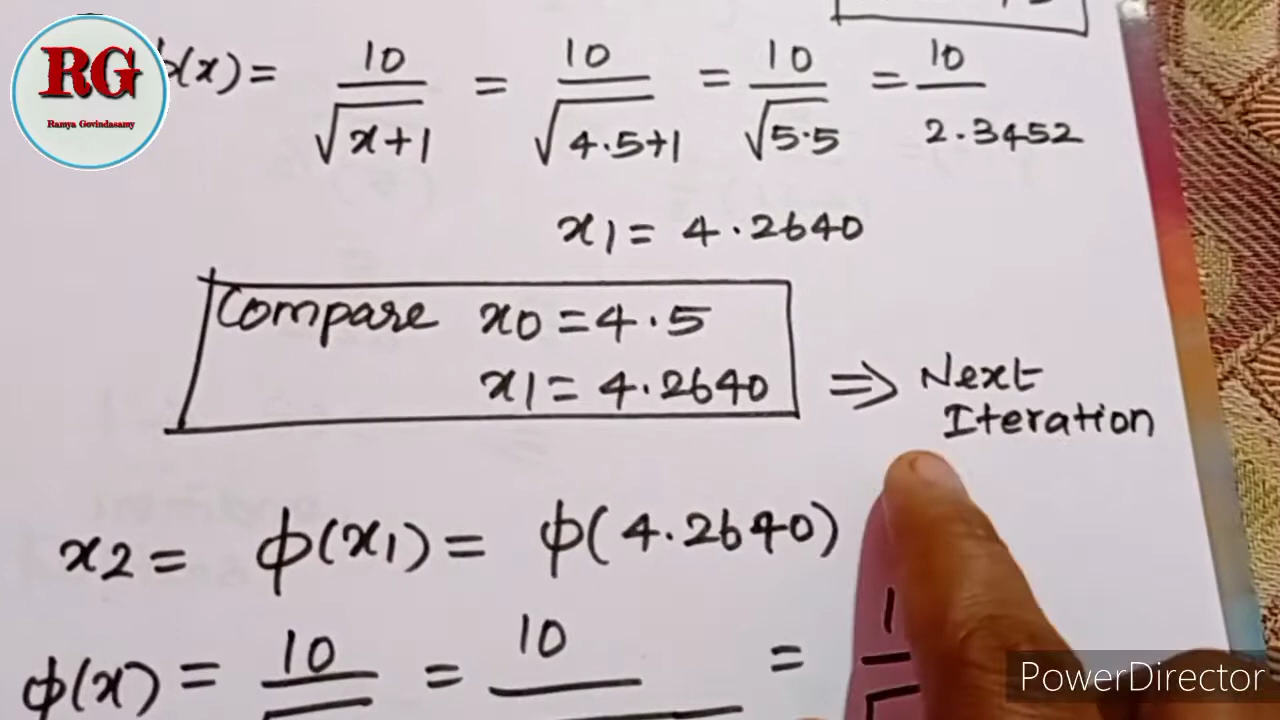 RG
Ramya Govindasamy
ϕ(x) = 10/√x+1 = 10/√4.5+1 = 10/√5.5 = 10/2.3452
x1 = 4.2640
Compare x0 = 4.5
x1 = 4.2640 ⇒ Next
Iteration
x2 = ϕ(x1) = ϕ(4.2640)
ϕ(x) = 10 = 10 =
PowerDirector